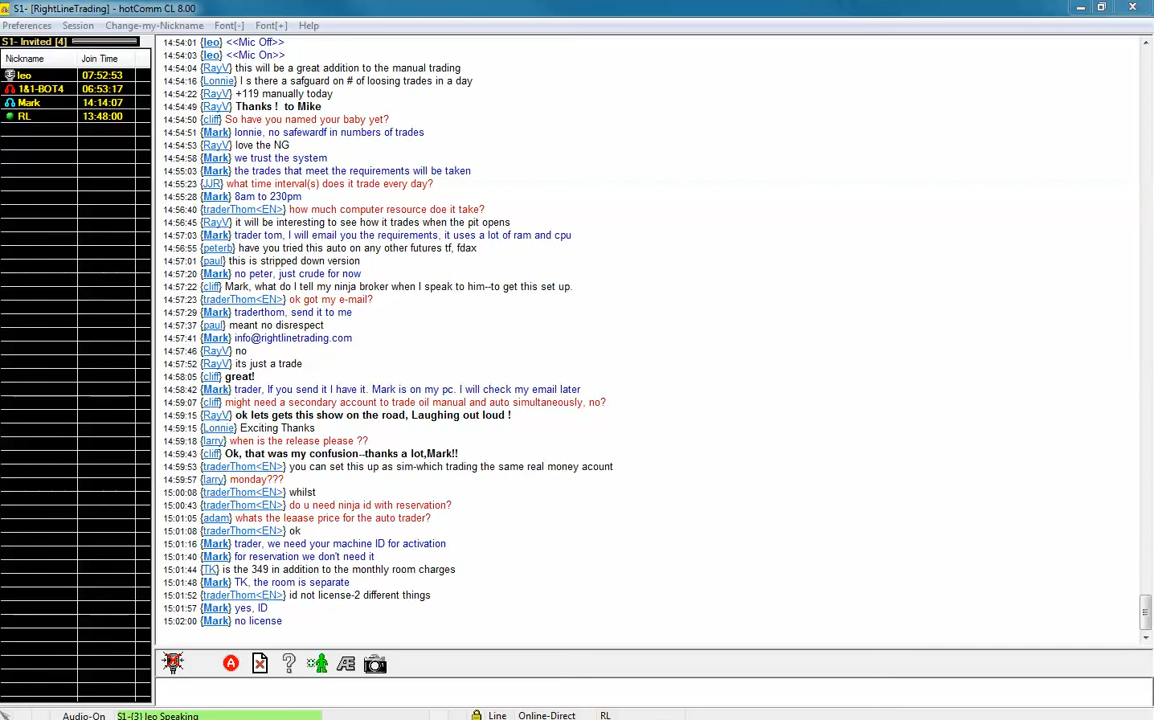 S1- [RightLineTrading] - hotComm CL 8.00
Preferences Session Change-my-Nickname Font[-] Font[+] Help
S1- Invited [4]
Nickname Join Time
leo 07:52:53
1&1-BOT4 06:53:17
Mark 14:14:07
RL 13:48:00
14:54:01 {leo} <<Mic Off>>
14:54:03 {leo} <<Mic On>>
14:54:04 {RayV} this will be a great addition to the manual trading
14:54:16 {Lonnie} I s there a safguard on # of loosing trades in a day
14:54:22 {RayV} +119 manually today
14:54:49 {RayV} Thanks ! to Mike
14:54:50 {cliff} So have you named your baby yet?
14:54:51 {Mark} lonnie, no safewardf in numbers of trades
14:54:53 {RayV} love the NG
14:54:58 {Mark} we trust the system
14:55:03 {Mark} the trades that meet the requirements will be taken
14:55:23 {JJR} what time interval(s) does it trade every day?
14:55:28 {Mark} 8am to 230pm
14:56:40 {traderThom<EN>} how much computer resource doe it take?
14:56:45 {RayV} it will be interesting to see how it trades when the pit opens
14:57:03 {Mark} trader tom, I will email you the requirements, it uses a lot of ram and cpu
14:56:55 {peterb} have you tried this auto on any other futures tf, fdax
14:57:01 {paul} this is stripped down version
14:57:20 {Mark} no peter, just crude for now
14:57:22 {cliff} Mark, what do I tell my ninja broker when I speak to him--to get this set up.
14:57:23 {traderThom<EN>} ok got my e-mail?
14:57:29 {Mark} traderthom, send it to me
14:57:37 {paul} meant no disrespect
14:57:41 {Mark} info@rightlinetrading.com
14:57:46 {RayV} no
14:57:52 {RayV} its just a trade
14:58:05 {cliff} great!
14:58:42 {Mark} trader, If you send it I have it. Mark is on my pc. I will check my email later
14:59:07 {cliff} might need a secondary account to trade oil manual and auto simultaneously, no?
14:59:15 {RayV} ok lets gets this show on the road, Laughing out loud !
14:59:15 {Lonnie} Exciting Thanks
14:59:18 {larry} when is the release please ??
14:59:43 {cliff} Ok, that was my confusion--thanks a lot,Mark!!
14:59:53 {traderThom<EN>} you can set this up as sim-which trading the same real money acount
14:59:57 {larry} monday???
15:00:08 {traderThom<EN>} whilst
15:00:43 {traderThom<EN>} do u need ninja id with reservation?
15:01:05 {adam} whats the leaase price for the auto trader?
15:01:08 {traderThom<EN>} ok
15:01:16 {Mark} trader, we need your machine ID for activation
15:01:40 {Mark} for reservation we don't need it
15:01:44 {TK} is the 349 in addition to the monthly room charges
15:01:48 {Mark} TK, the room is separate
15:01:52 {traderThom<EN>} id not license-2 different things
15:01:57 {Mark} yes, ID
15:02:00 {Mark} no license
A ? Æ
Audio-On S1-(3) leo Speaking Line Online-Direct RL